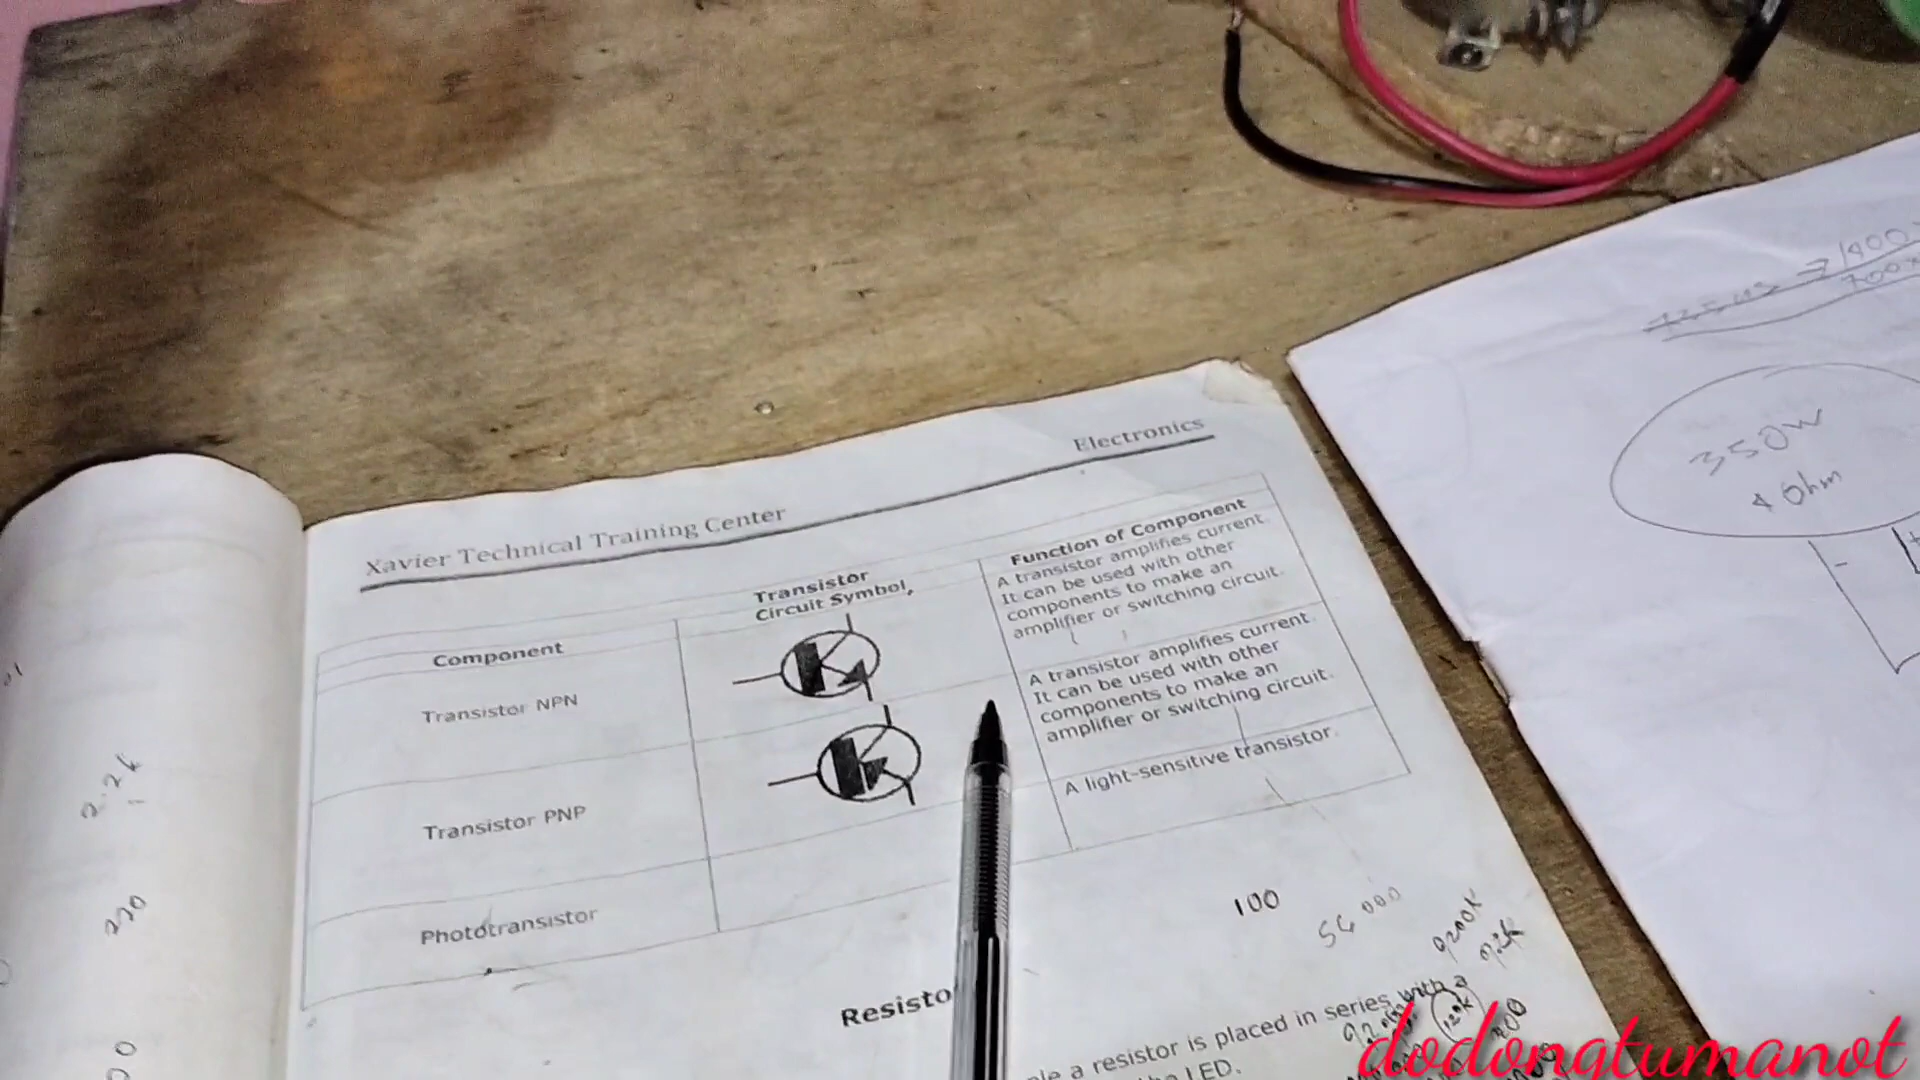 Xavier Technical Training Center
Electronics
Component
Transistor
Circuit Symbol,
Function of Component
Transistor NPN
A transistor amplifies current.
It can be used with other
components to make an
amplifier or switching circuit.
Transistor PNP
A transistor amplifies current.
It can be used with other
components to make an
amplifier or switching circuit.
Phototransistor
A light-sensitive transistor.
100
Resisto
a resistor is placed in series with a
LED.
2.2k
220
350W
4 Ohm
-
dodongtumanot